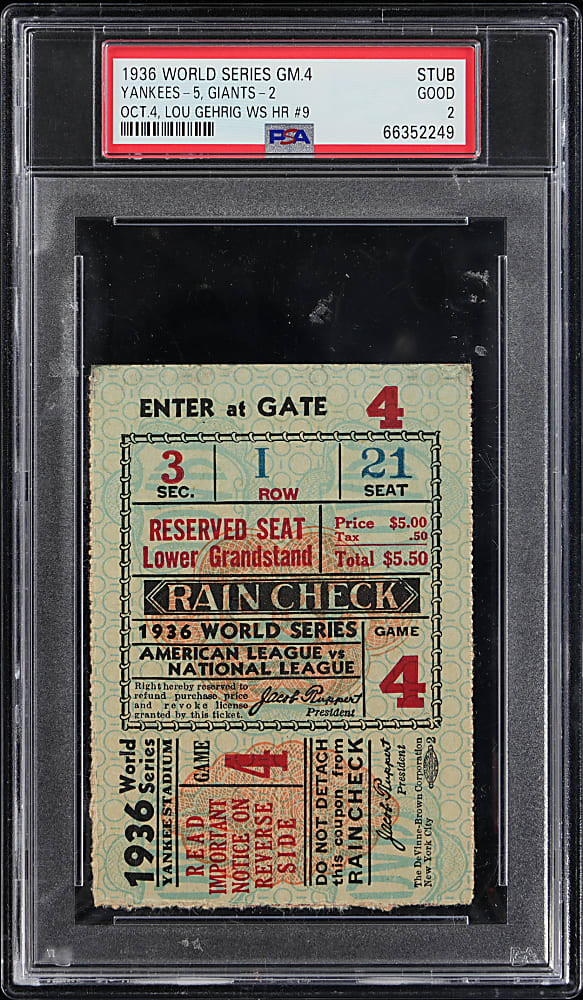 1936 WORLD SERIES GM.4 STUB
YANKEES-5, GIANTS-2 GOOD
OCT.4, LOU GEHRIG WS HR #9 2
PSA 66352249
ENTER at GATE 4
3 I 21
SEC. ROW SEAT
RESERVED SEAT Price $5.00
Tax .50
Lower Grandstand Total $5.50
RAIN CHECK
1936 WORLD SERIES GAME
AMERICAN LEAGUE vs 4
NATIONAL LEAGUE
Right hereby reserved to
refund purchase price
and revoke license
granted by this ticket.
Jacob Ruppert
President
1936 World Series
YANKEE STADIUM
GAME 4
READ
IMPORTANT
NOTICE ON
REVERSE
SIDE
DO NOT DETACH
this coupon from
RAIN CHECK
Jacob Ruppert
President
The DeVinne-Brown Corporation
New York City
2
PSA